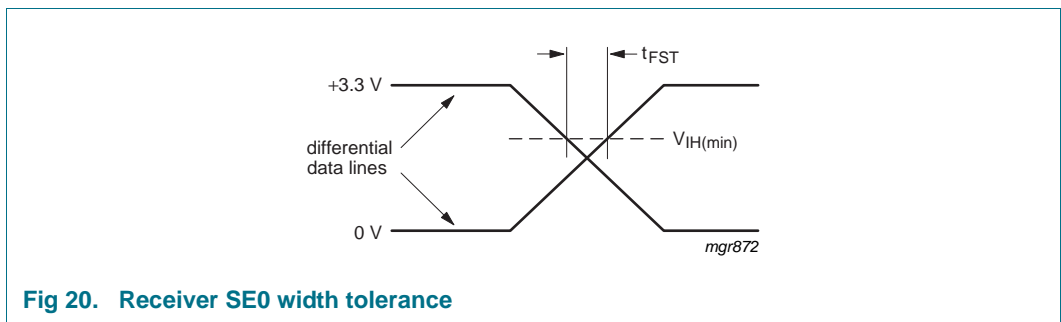 tFST
+3.3 V
VIH(min)
differential
data lines
0 V
mgr872
Fig 20. Receiver SE0 width tolerance